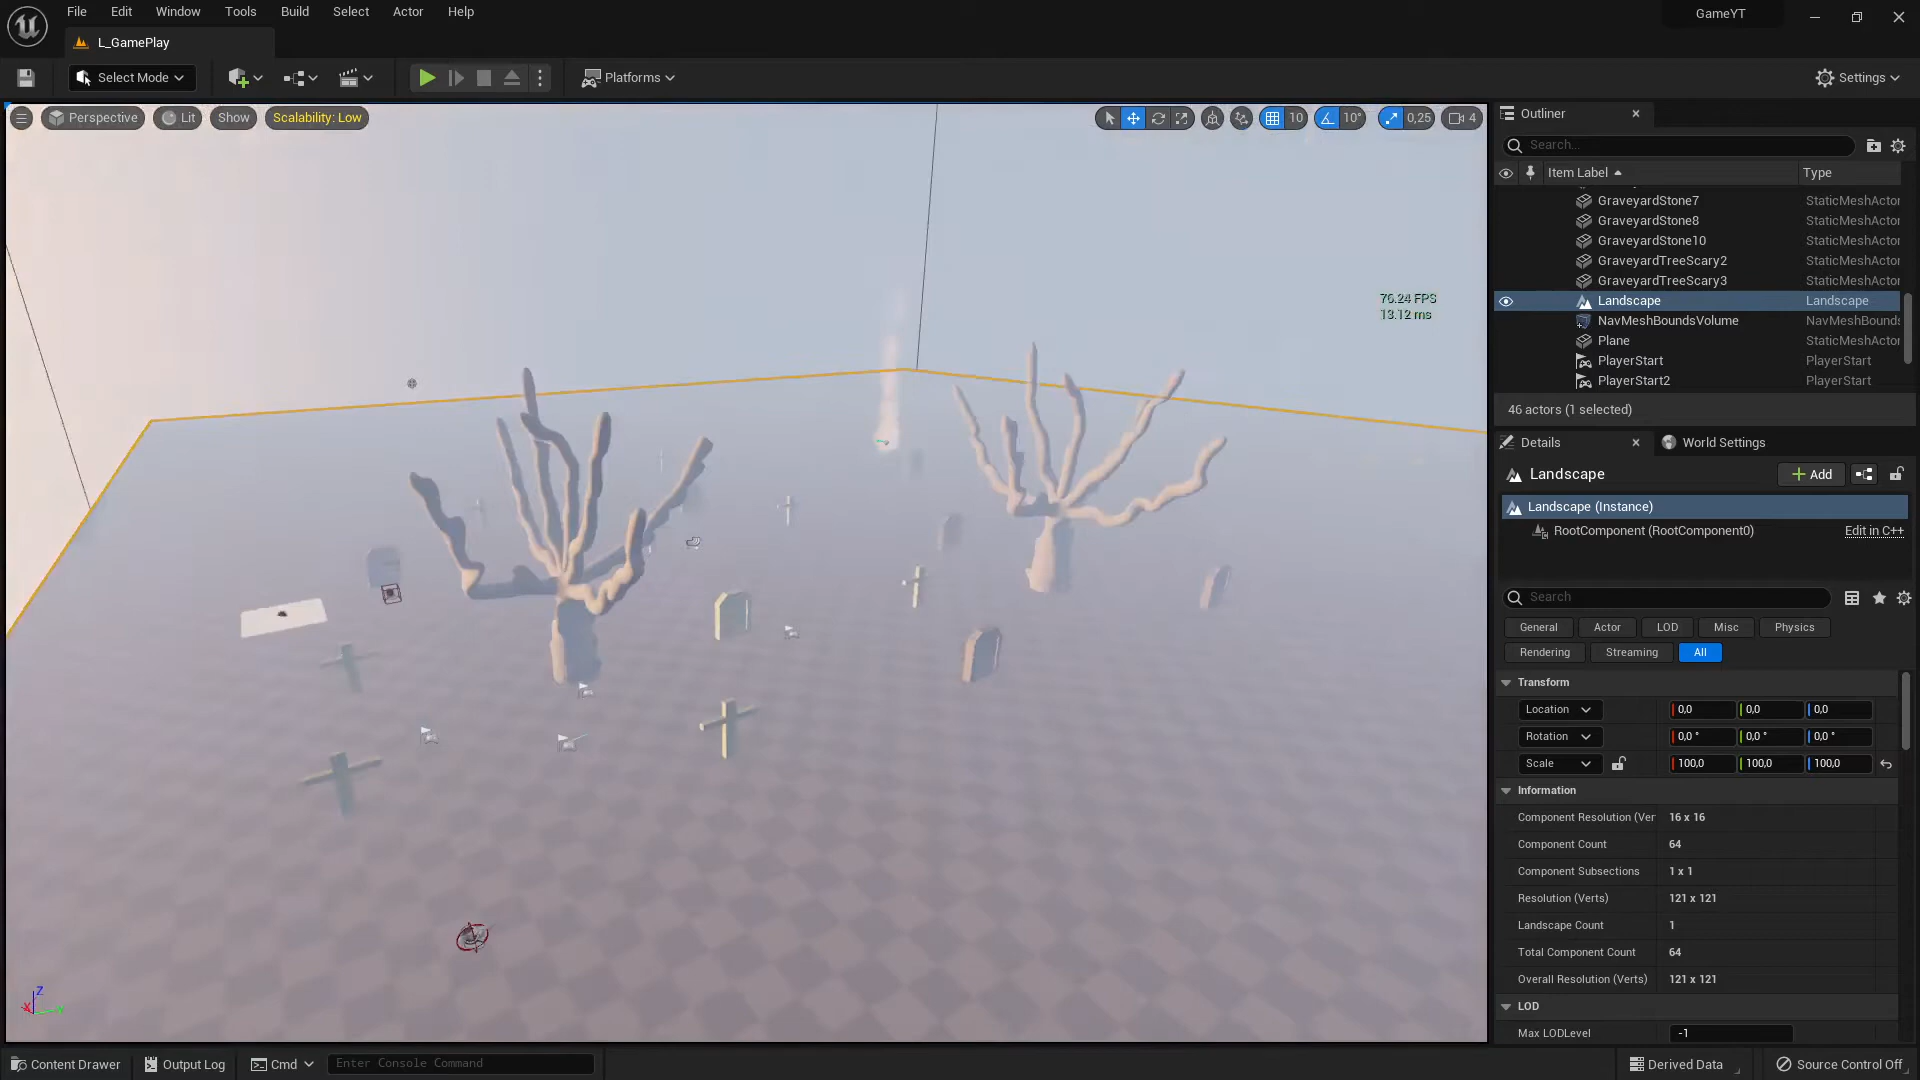 File Edit Window Tools Build Select Actor Help
GameYT
L_GamePlay
Select Mode
Platforms
Settings
Perspective Lit Show Scalability: Low
10 10° 0,25 4
76.24 FPS
13.12 ms
X Y Z
Outliner
Search...
Item Label Type
GraveyardStone7 StaticMeshActor
GraveyardStone8 StaticMeshActor
GraveyardStone10 StaticMeshActor
GraveyardTreeScary2 StaticMeshActor
GraveyardTreeScary3 StaticMeshActor
Landscape Landscape
NavMeshBoundsVolume NavMeshBounds
Plane StaticMeshActor
PlayerStart PlayerStart
PlayerStart2 PlayerStart
46 actors (1 selected)
Details World Settings
Landscape Add
Landscape (Instance)
RootComponent (RootComponent0) Edit in C++
Search
General Actor LOD Misc Physics
Rendering Streaming All
Transform
Location 0,0 0,0 0,0
Rotation 0,0 ° 0,0 ° 0,0 °
Scale 100,0 100,0 100,0
Information
Component Resolution (Ver 16 x 16
Component Count 64
Component Subsections 1 x 1
Resolution (Verts) 121 x 121
Landscape Count 1
Total Component Count 64
Overall Resolution (Verts) 121 x 121
LOD
Max LODLevel -1
Content Drawer Output Log Cmd Enter Console Command Derived Data Source Control Off